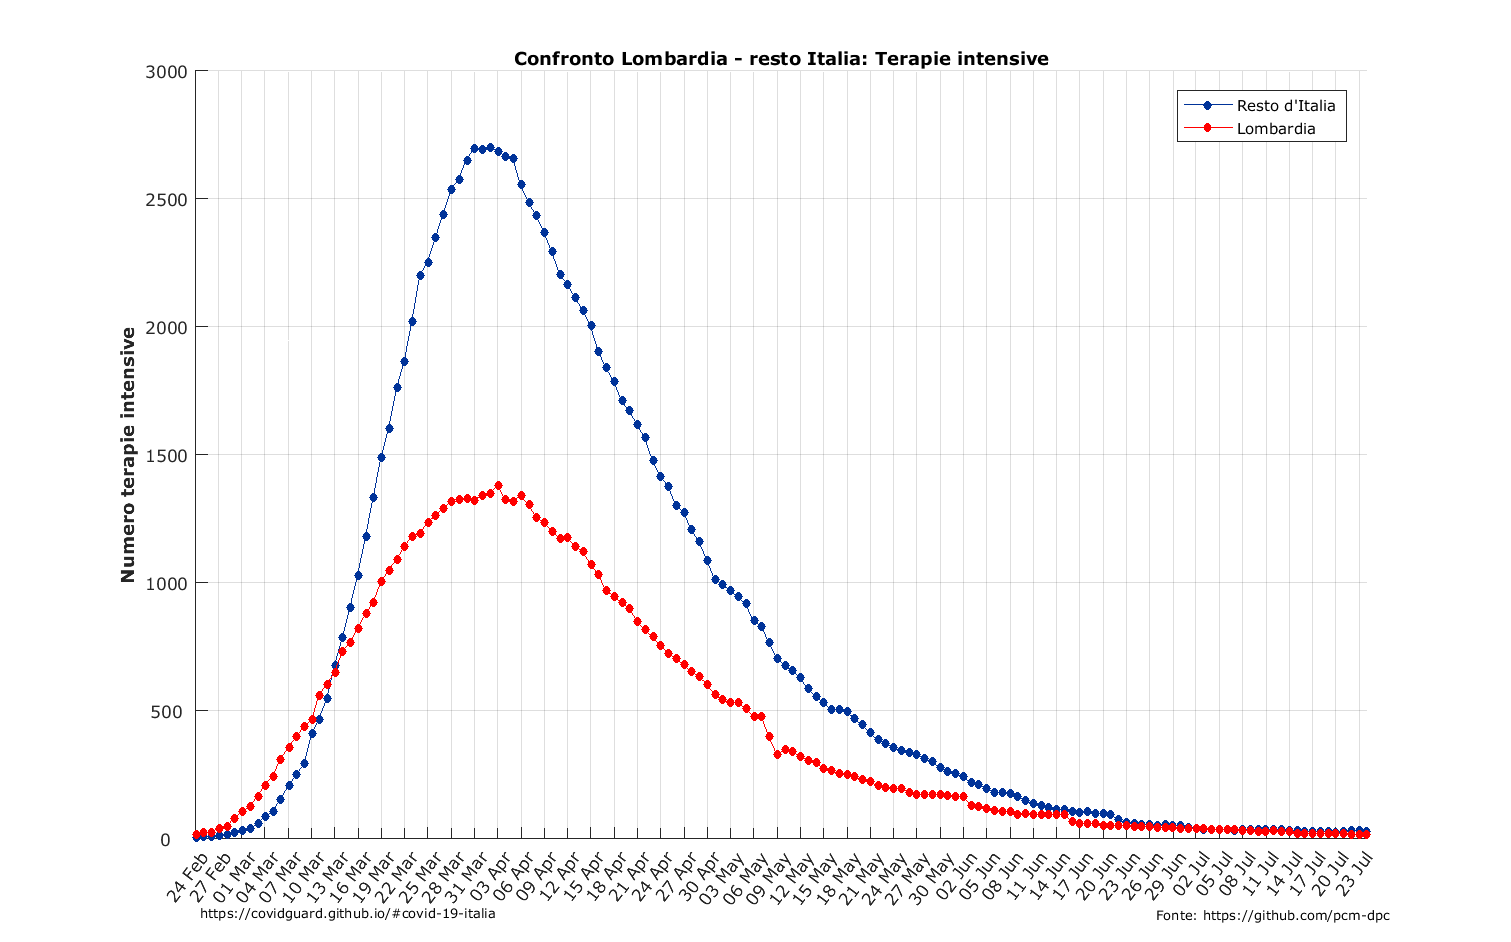 Confronto Lombardia - resto Italia: Terapie intensive
Resto d'Italia
Lombardia
Numero terapie intensive
3000
2500
2000
1500
1000
500
0
24 Feb
27 Feb
01 Mar
04 Mar
07 Mar
10 Mar
13 Mar
16 Mar
19 Mar
22 Mar
25 Mar
28 Mar
31 Mar
03 Apr
06 Apr
09 Apr
12 Apr
15 Apr
18 Apr
21 Apr
24 Apr
27 Apr
30 Apr
03 May
06 May
09 May
12 May
15 May
18 May
21 May
24 May
27 May
30 May
02 Jun
05 Jun
08 Jun
11 Jun
14 Jun
17 Jun
20 Jun
23 Jun
26 Jun
29 Jun
02 Jul
05 Jul
08 Jul
11 Jul
14 Jul
17 Jul
20 Jul
23 Jul
https://covidguard.github.io/#covid-19-italia
Fonte: https://github.com/pcm-dpc